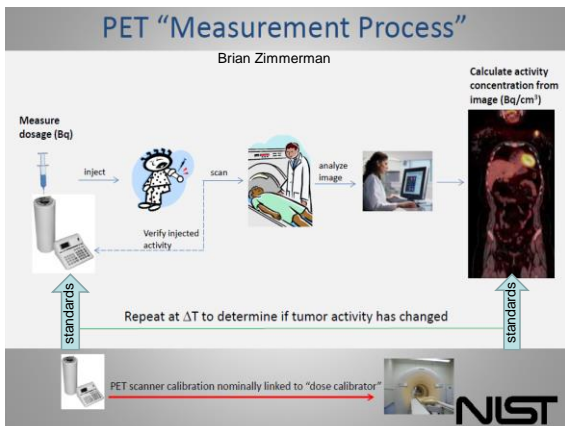 PET “Measurement Process”
Brian Zimmerman
Calculate activity
concentration from
image (Bq/cm³)
Measure
dosage (Bq)
inject
scan
analyze
image
Verify injected
activity
standards
standards
Repeat at ΔT to determine if tumor activity has changed
PET scanner calibration nominally linked to “dose calibrator”
NIST